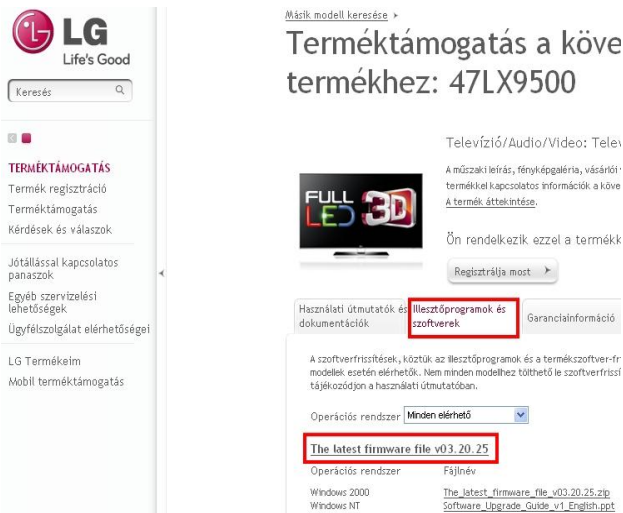 LG
Life's Good
Keresés
TERMÉKTÁMOGATÁS
Termék regisztráció
Terméktámogatás
Kérdések és válaszok
Jótállással kapcsolatos
panaszok
Egyéb szervizelési
lehetőségek
Ügyfélszolgálat elérhetőségei
LG Termékeim
Mobil terméktámogatás
Másik modell keresése
Terméktámogatás a köve
termékhez: 47LX9500
FULL
LED 3D
Televízió/Audio/Video: Telev
A műszaki leírás, fényképgaléria, vásárlói
termékkel kapcsolatos információk a köve
A termék áttekintése.
Ön rendelkezik ezzel a termékk
Regisztrálja most
Használati útmutatók és
dokumentációk
Illesztőprogramok és
szoftverek
Garanciainformáció
A szoftverfrissítések, köztük az illesztőprogramok és a termékszoftver-fr
modellek esetén elérhetők. Nem minden modellhez tölthető le szoftverfrissí
tájékozódjon a használati útmutatóban.
Operációs rendszer Minden elérhető
The latest firmware file v03.20.25
Operációs rendszer Fájlnév
Windows 2000 The_latest_firmware_file_v03.20.25.zip
Windows NT Software_Upgrade_Guide_v1_English.ppt